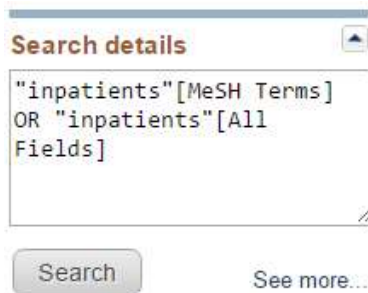 Search details
"inpatients"[MeSH Terms]
OR "inpatients"[All
Fields]
Search
See more...